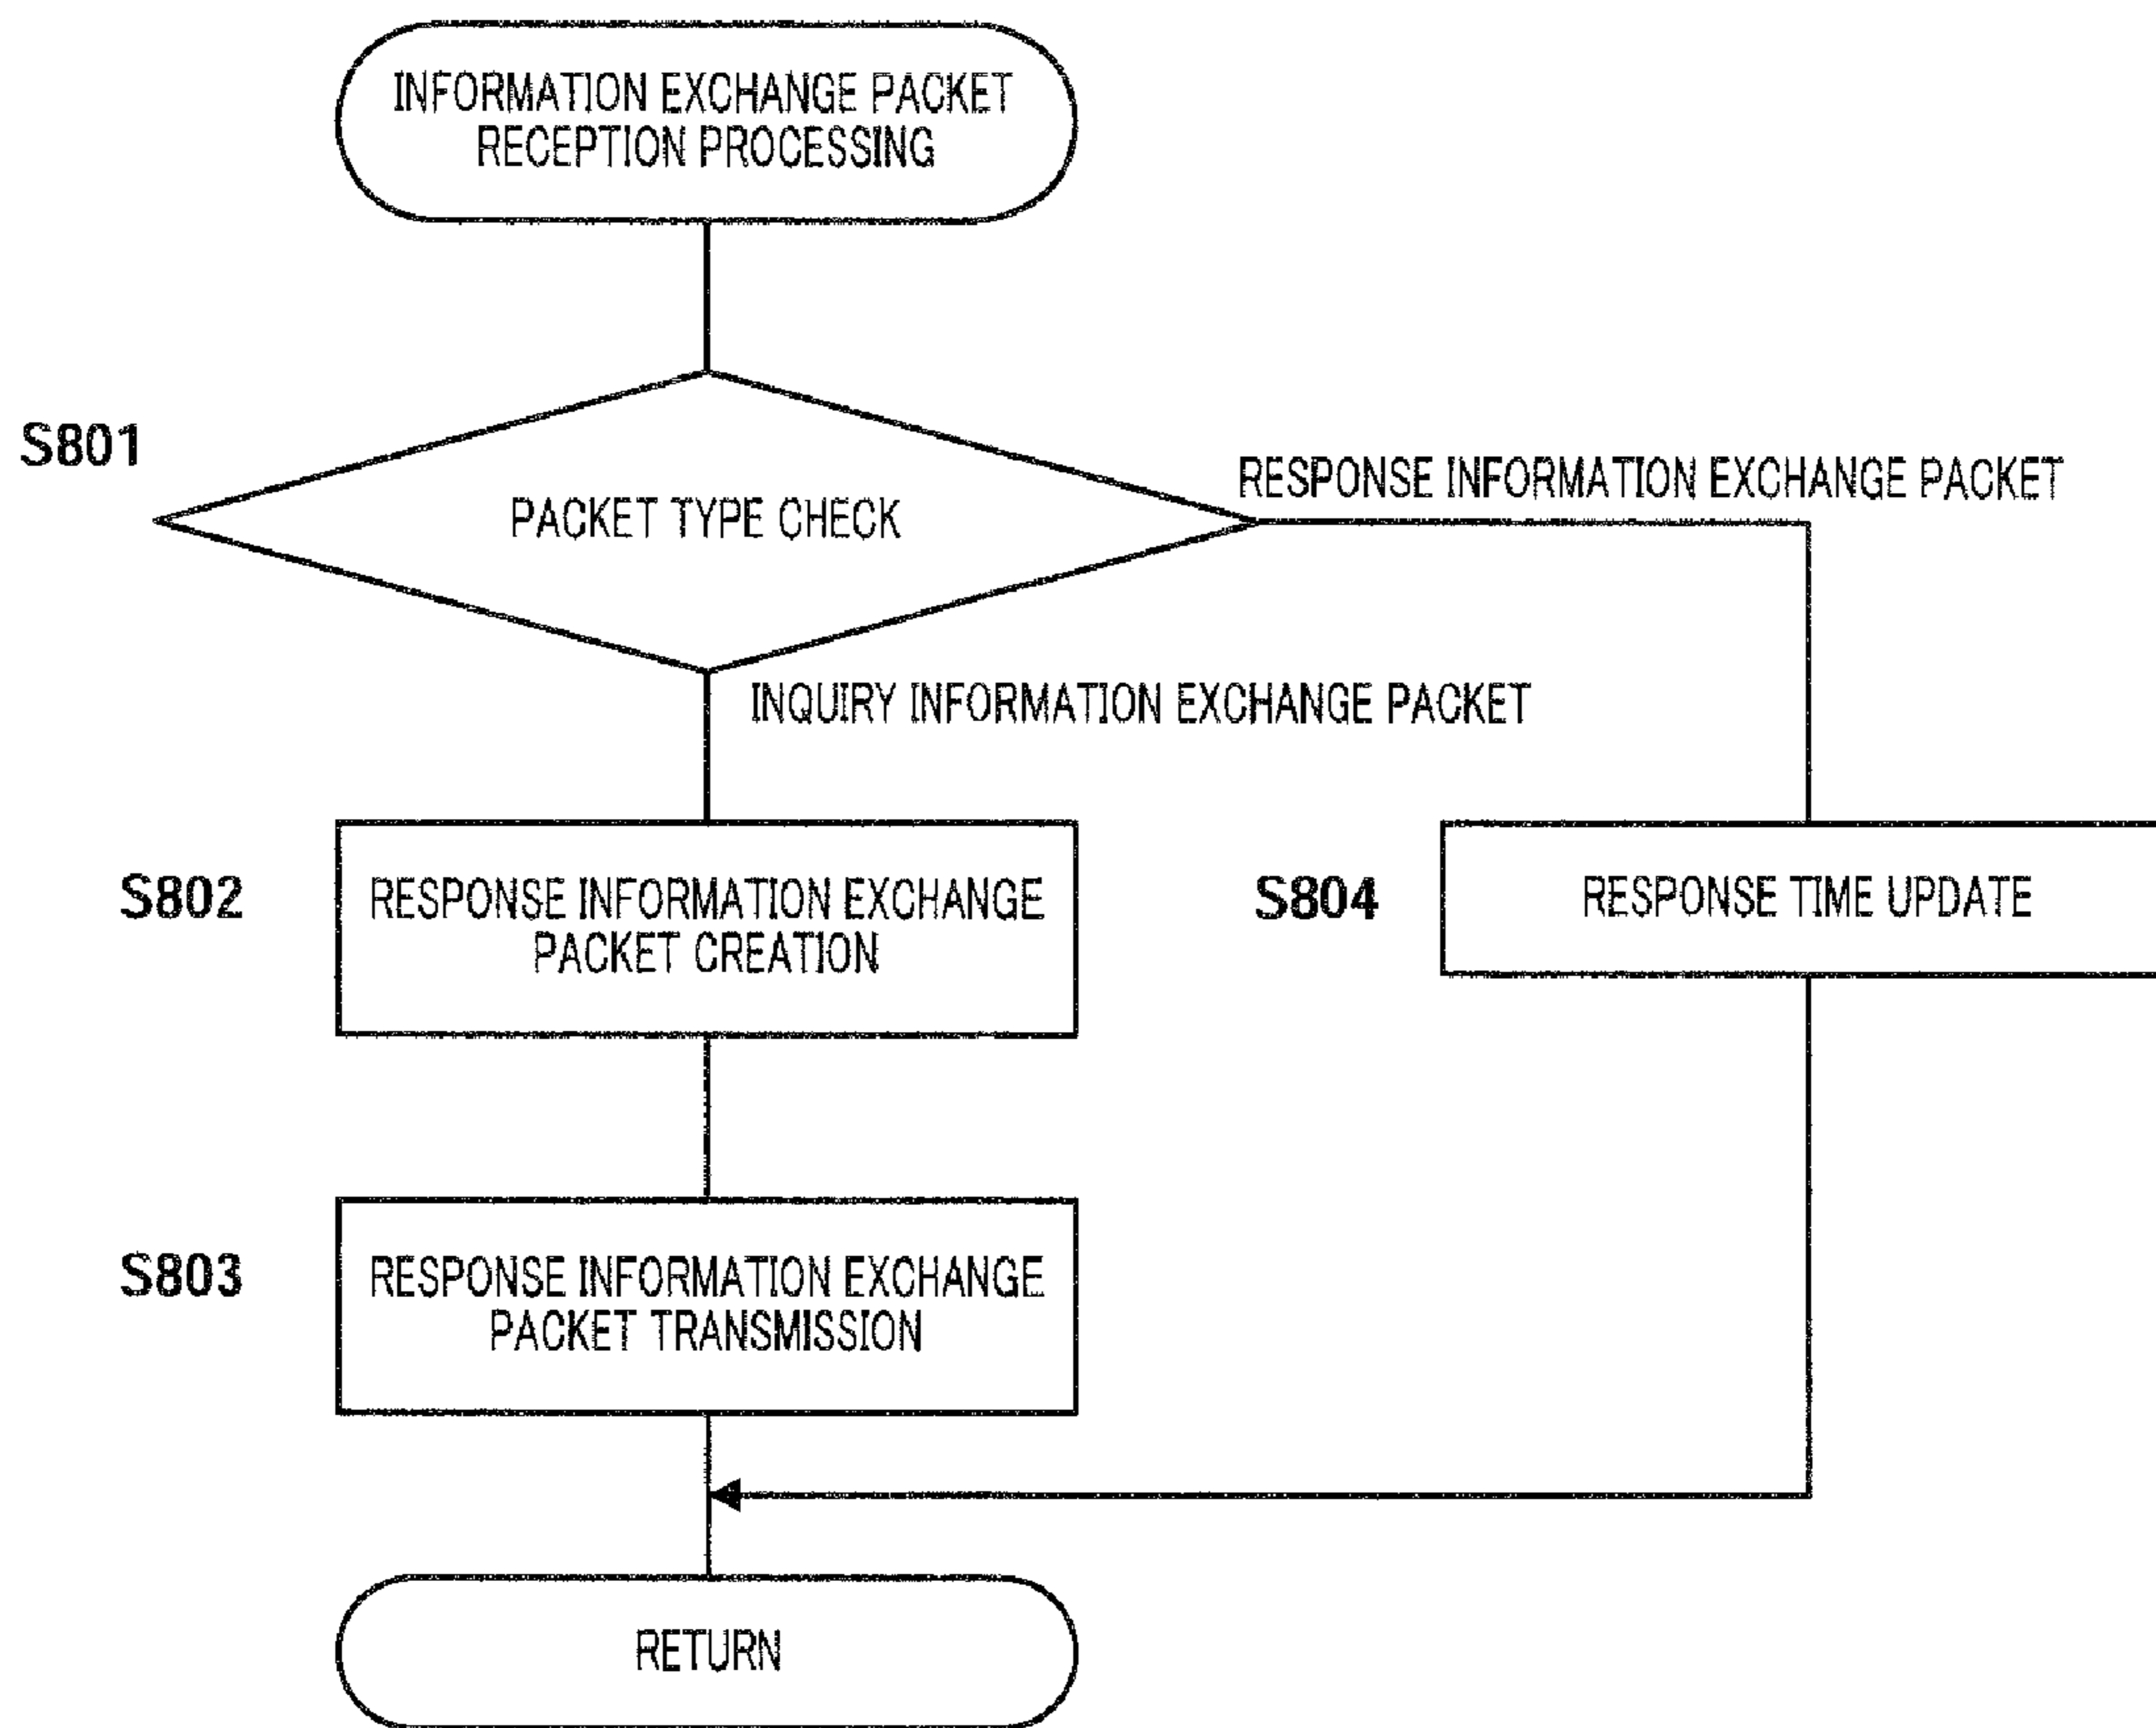 INFORMATION EXCHANGE PACKET
RECEPTION PROCESSING
S801
PACKET TYPE CHECK
RESPONSE INFORMATION EXCHANGE PACKET
INQUIRY INFORMATION EXCHANGE PACKET
S802
RESPONSE INFORMATION EXCHANGE
PACKET CREATION
S804
RESPONSE TIME UPDATE
S803
RESPONSE INFORMATION EXCHANGE
PACKET TRANSMISSION
RETURN